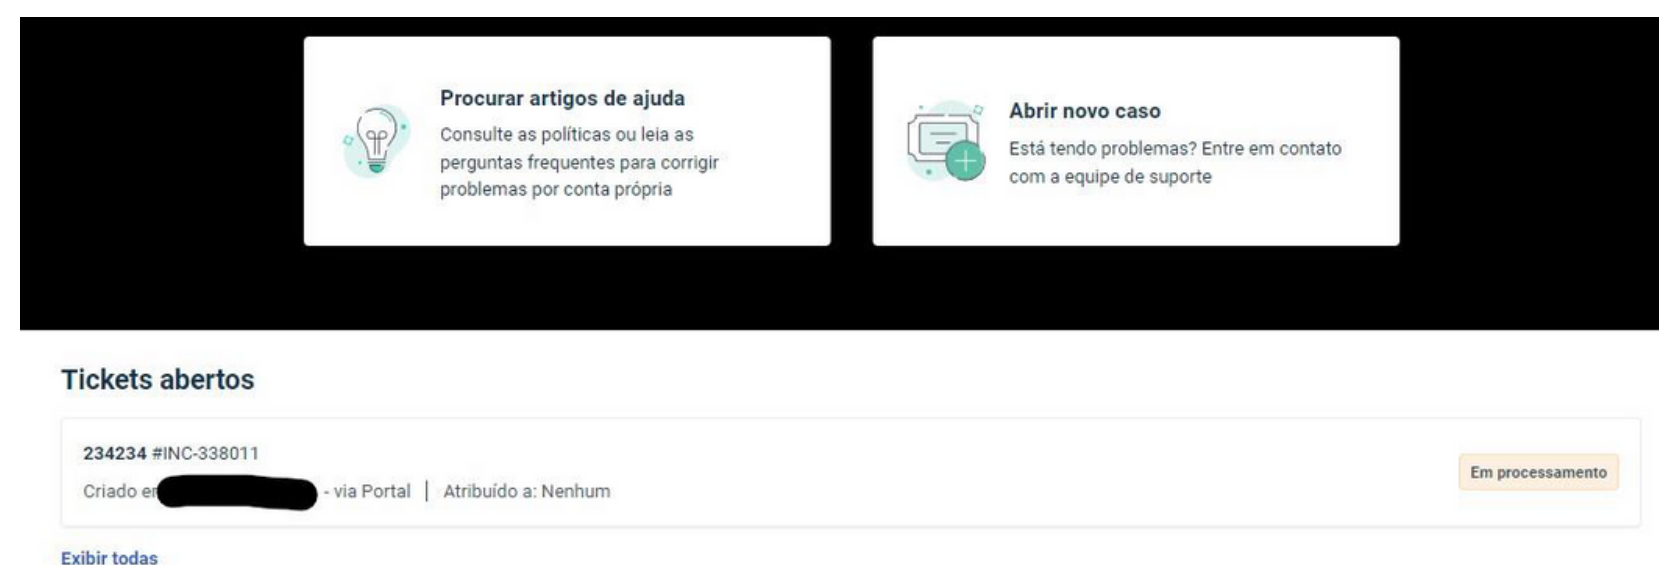 Procurar artigos de ajuda
Consulte as políticas ou leia as
perguntas frequentes para corrigir
problemas por conta própria
Abrir novo caso
Está tendo problemas? Entre em contato
com a equipe de suporte
Tickets abertos
234234 #INC-338011
Criado - via Portal | Atribuído a: Nenhum
Em processamento
Exibir todas